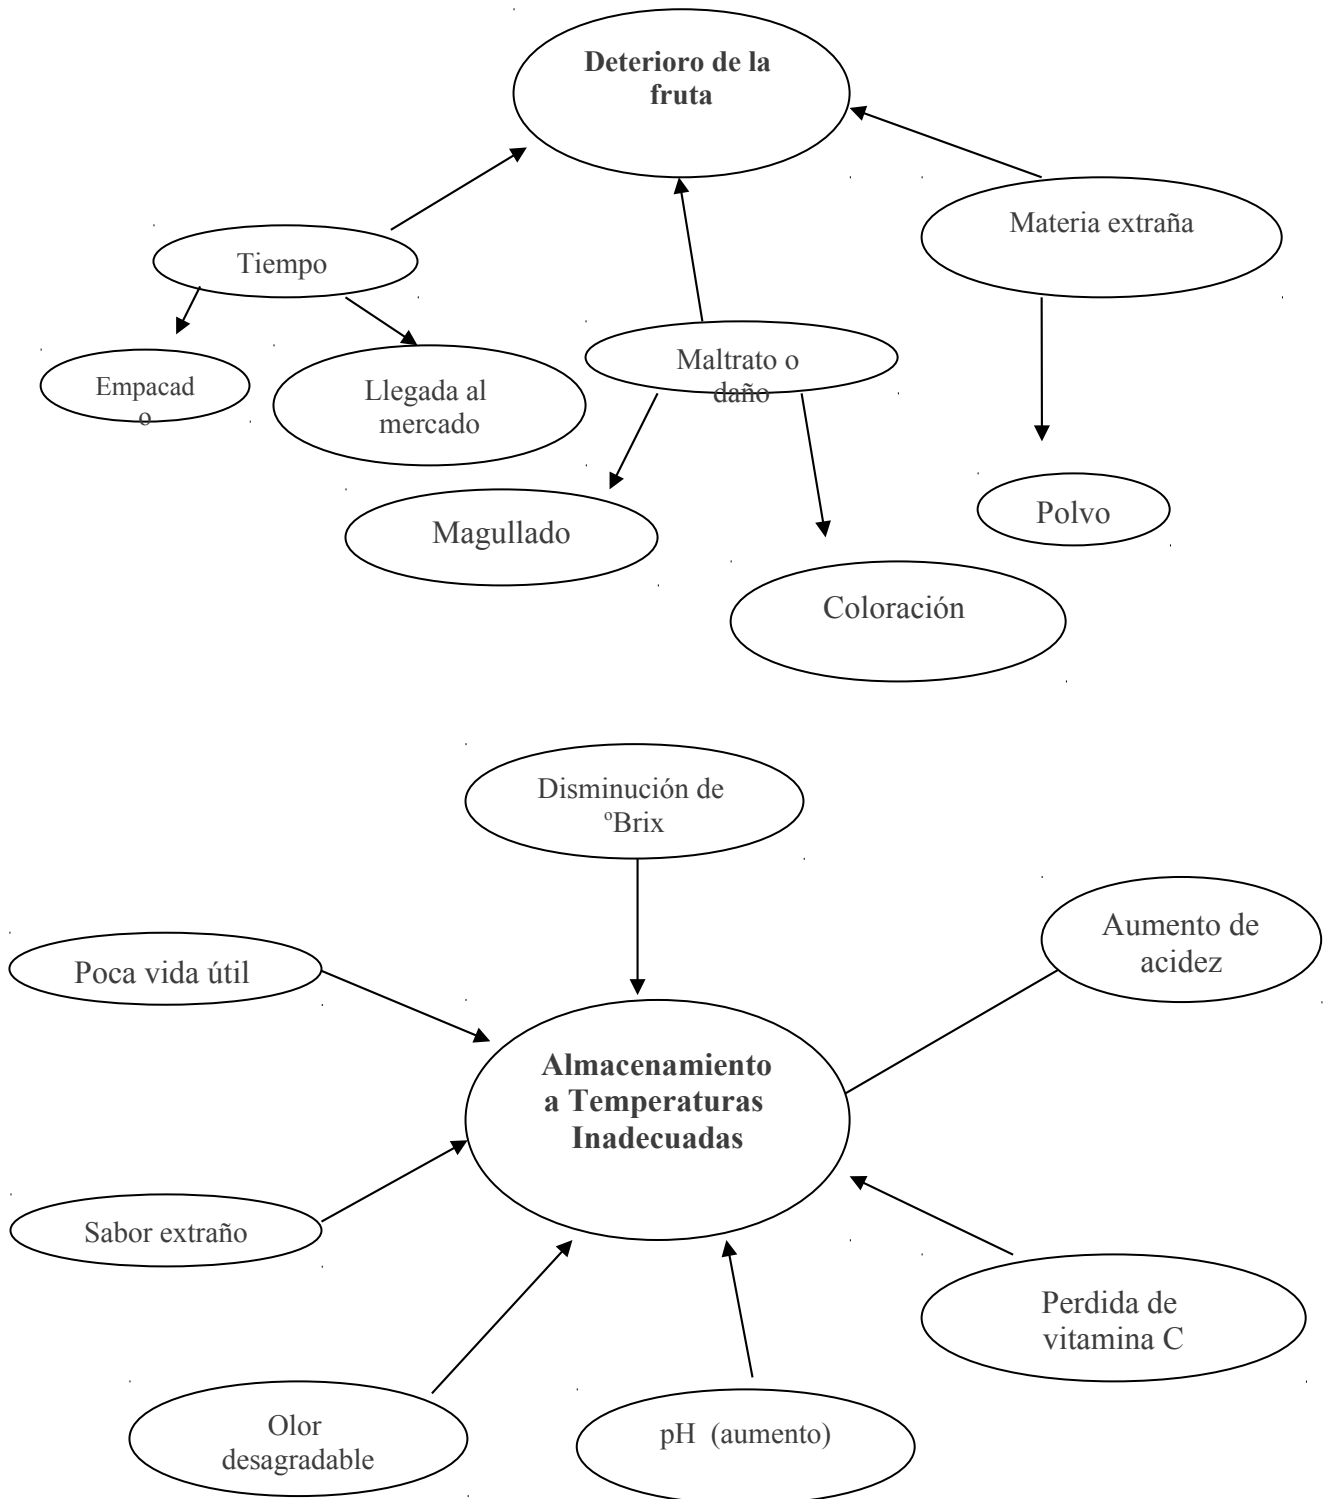 Deterioro de la
fruta
Materia extraña
Tiempo
Maltrato o
daño
Empacad
o
Llegada al
mercado
Magullado
Polvo
Coloración
Disminución de
ºBrix
Aumento de
acidez
Poca vida útil
Almacenamiento
a Temperaturas
Inadecuadas
Sabor extraño
Perdida de
vitamina C
Olor
desagradable
pH (aumento)